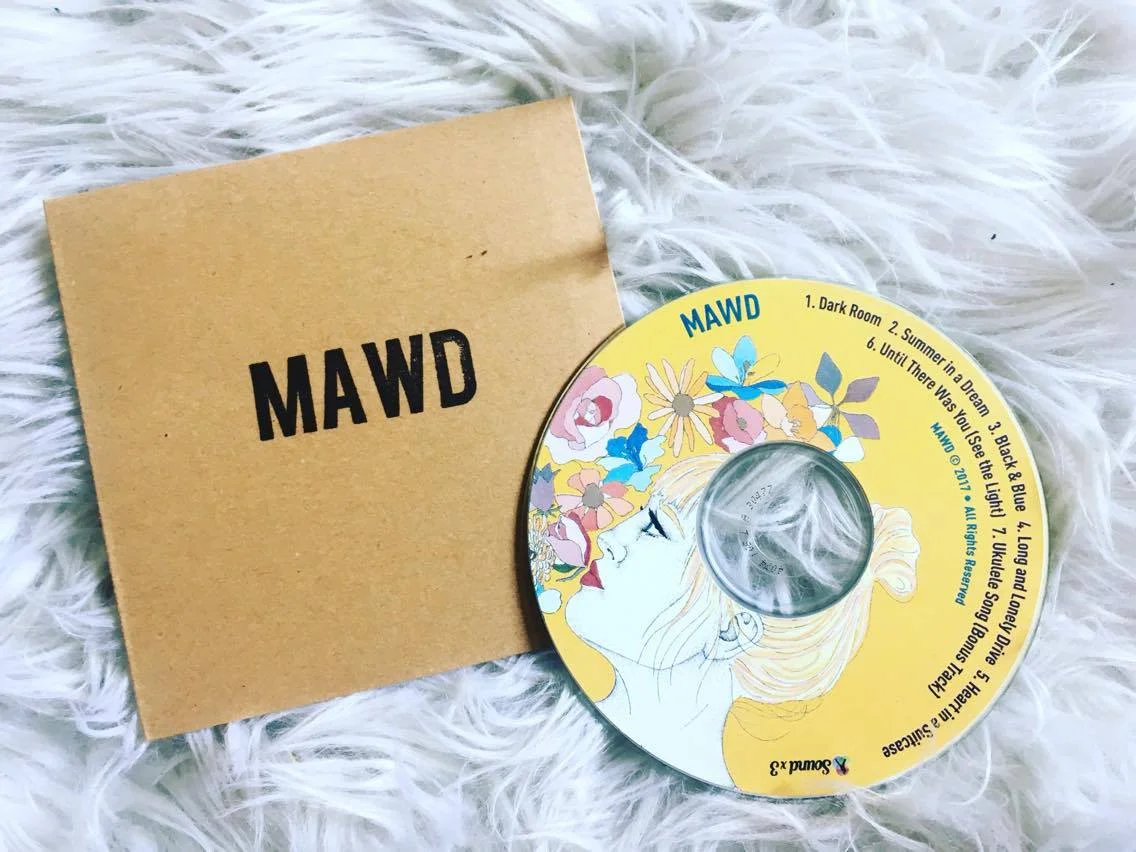 MAWD
MAWD
1. Dark Room 2. Summer in a Dream 3. Black & Blue 4. Long and Lonely Drive 5. Heart in a Suitcase
6. Until There Was You (See the Light) 7. Ukulele Song (Bonus Track)
MAWD © 2017 • All Rights Reserved
Sound x 3